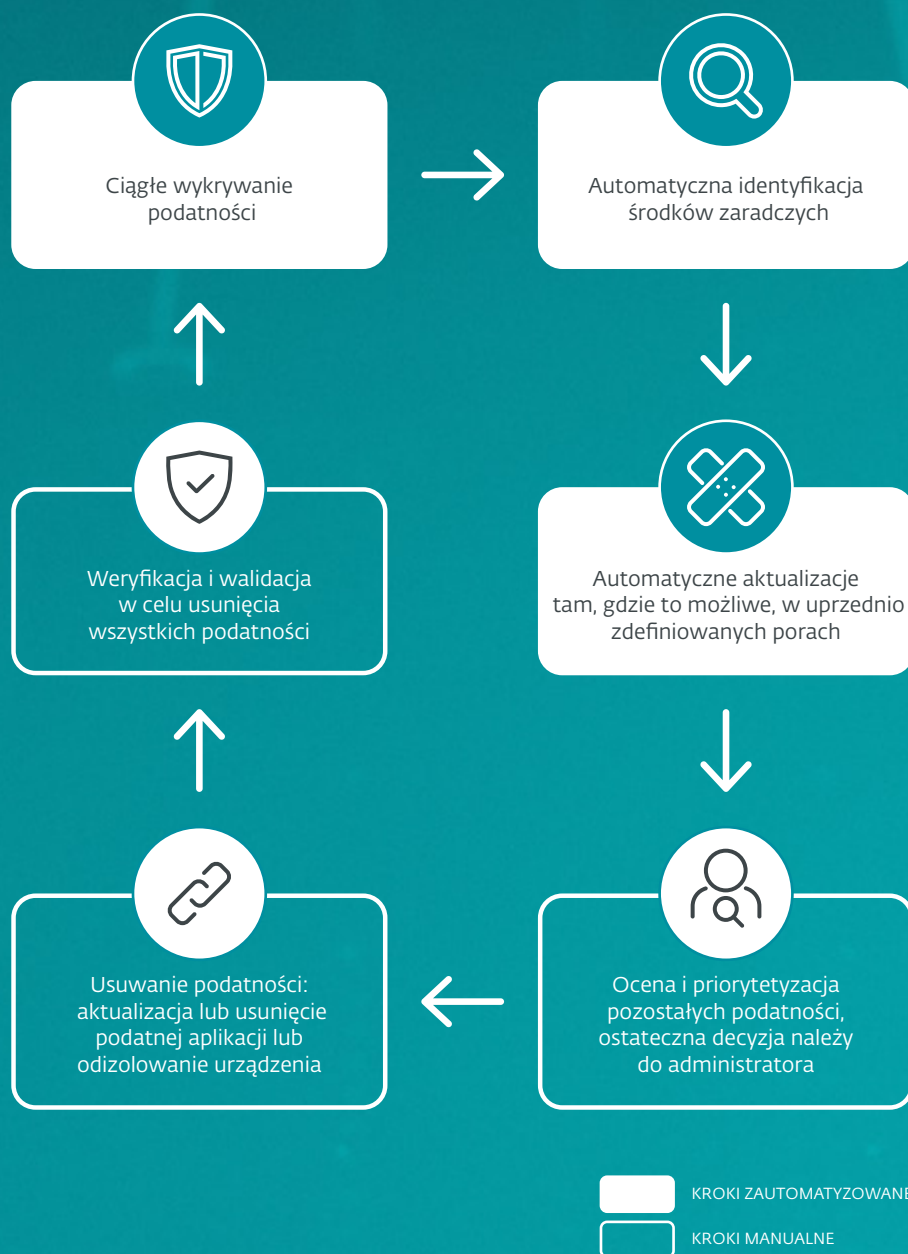 Ciągłe wykrywanie
podatności
Automatyczna identyfikacja
środków zaradczych
Weryfikacja i walidacja
w celu usunięcia
wszystkich podatności
Automatyczne aktualizacje
tam, gdzie to możliwe, w uprzednio
zdefiniowanych porach
Usuwanie podatności:
aktualizacja lub usunięcie
podatnej aplikacji lub
odizolowanie urządzenia
Ocena i priorytetyzacja
pozostałych podatności,
ostateczna decyzja należy
do administratora
KROKI ZAUTOMATYZOWANE
KROKI MANUALNE